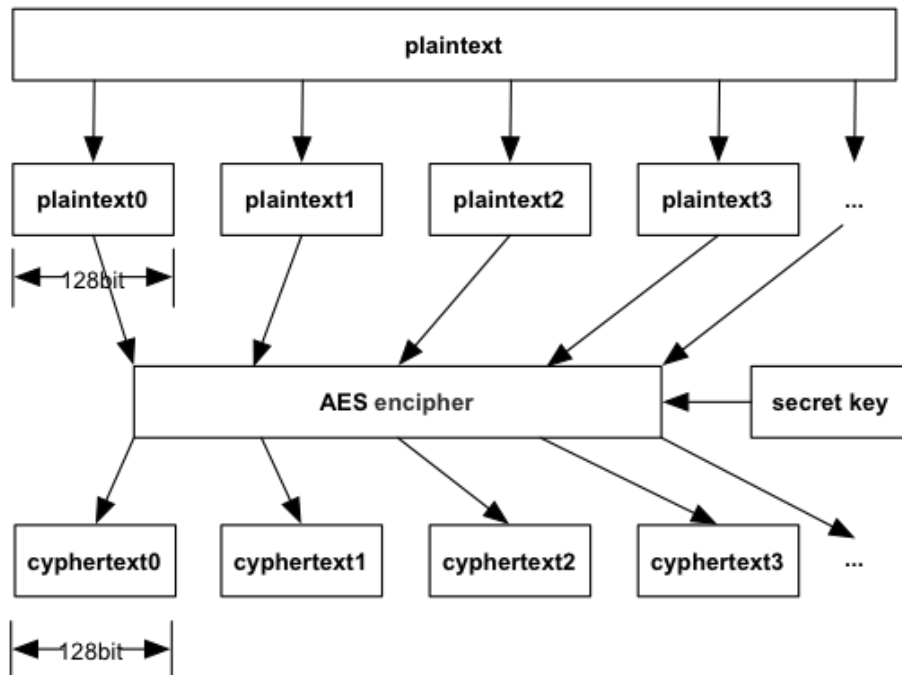 plaintext
plaintext0
plaintext1
plaintext2
plaintext3
...
128bit
AES encipher
secret key
cyphertext0
cyphertext1
cyphertext2
cyphertext3
...
128bit